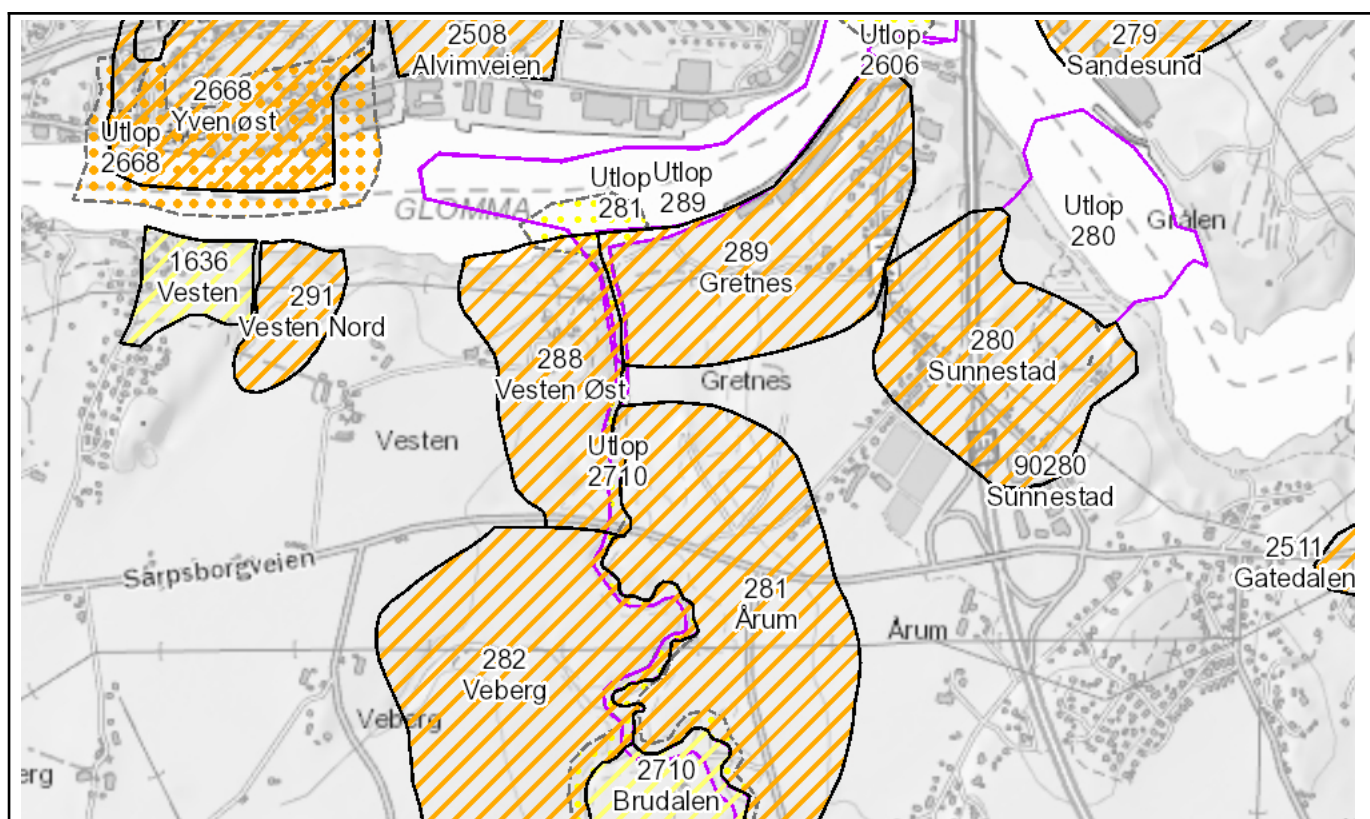 2508
Alvimveien
Utlop
2606
279
Sandesund
2668
Yven øst
Utlop
2668
Utlop
281
Utlop
289
GLOMMA
Utlop
280
Grålen
1636
Vesten
291
Vesten Nord
289
Gretnes
288
Vesten Øst
280
Sunnestad
Gretnes
Vesten
Utlop
2710
90280
Sunnestad
Sarpsborgveien
2511
Gatedalen
281
Årum
Årum
282
Veberg
Veberg
erg
2710
Brudalen